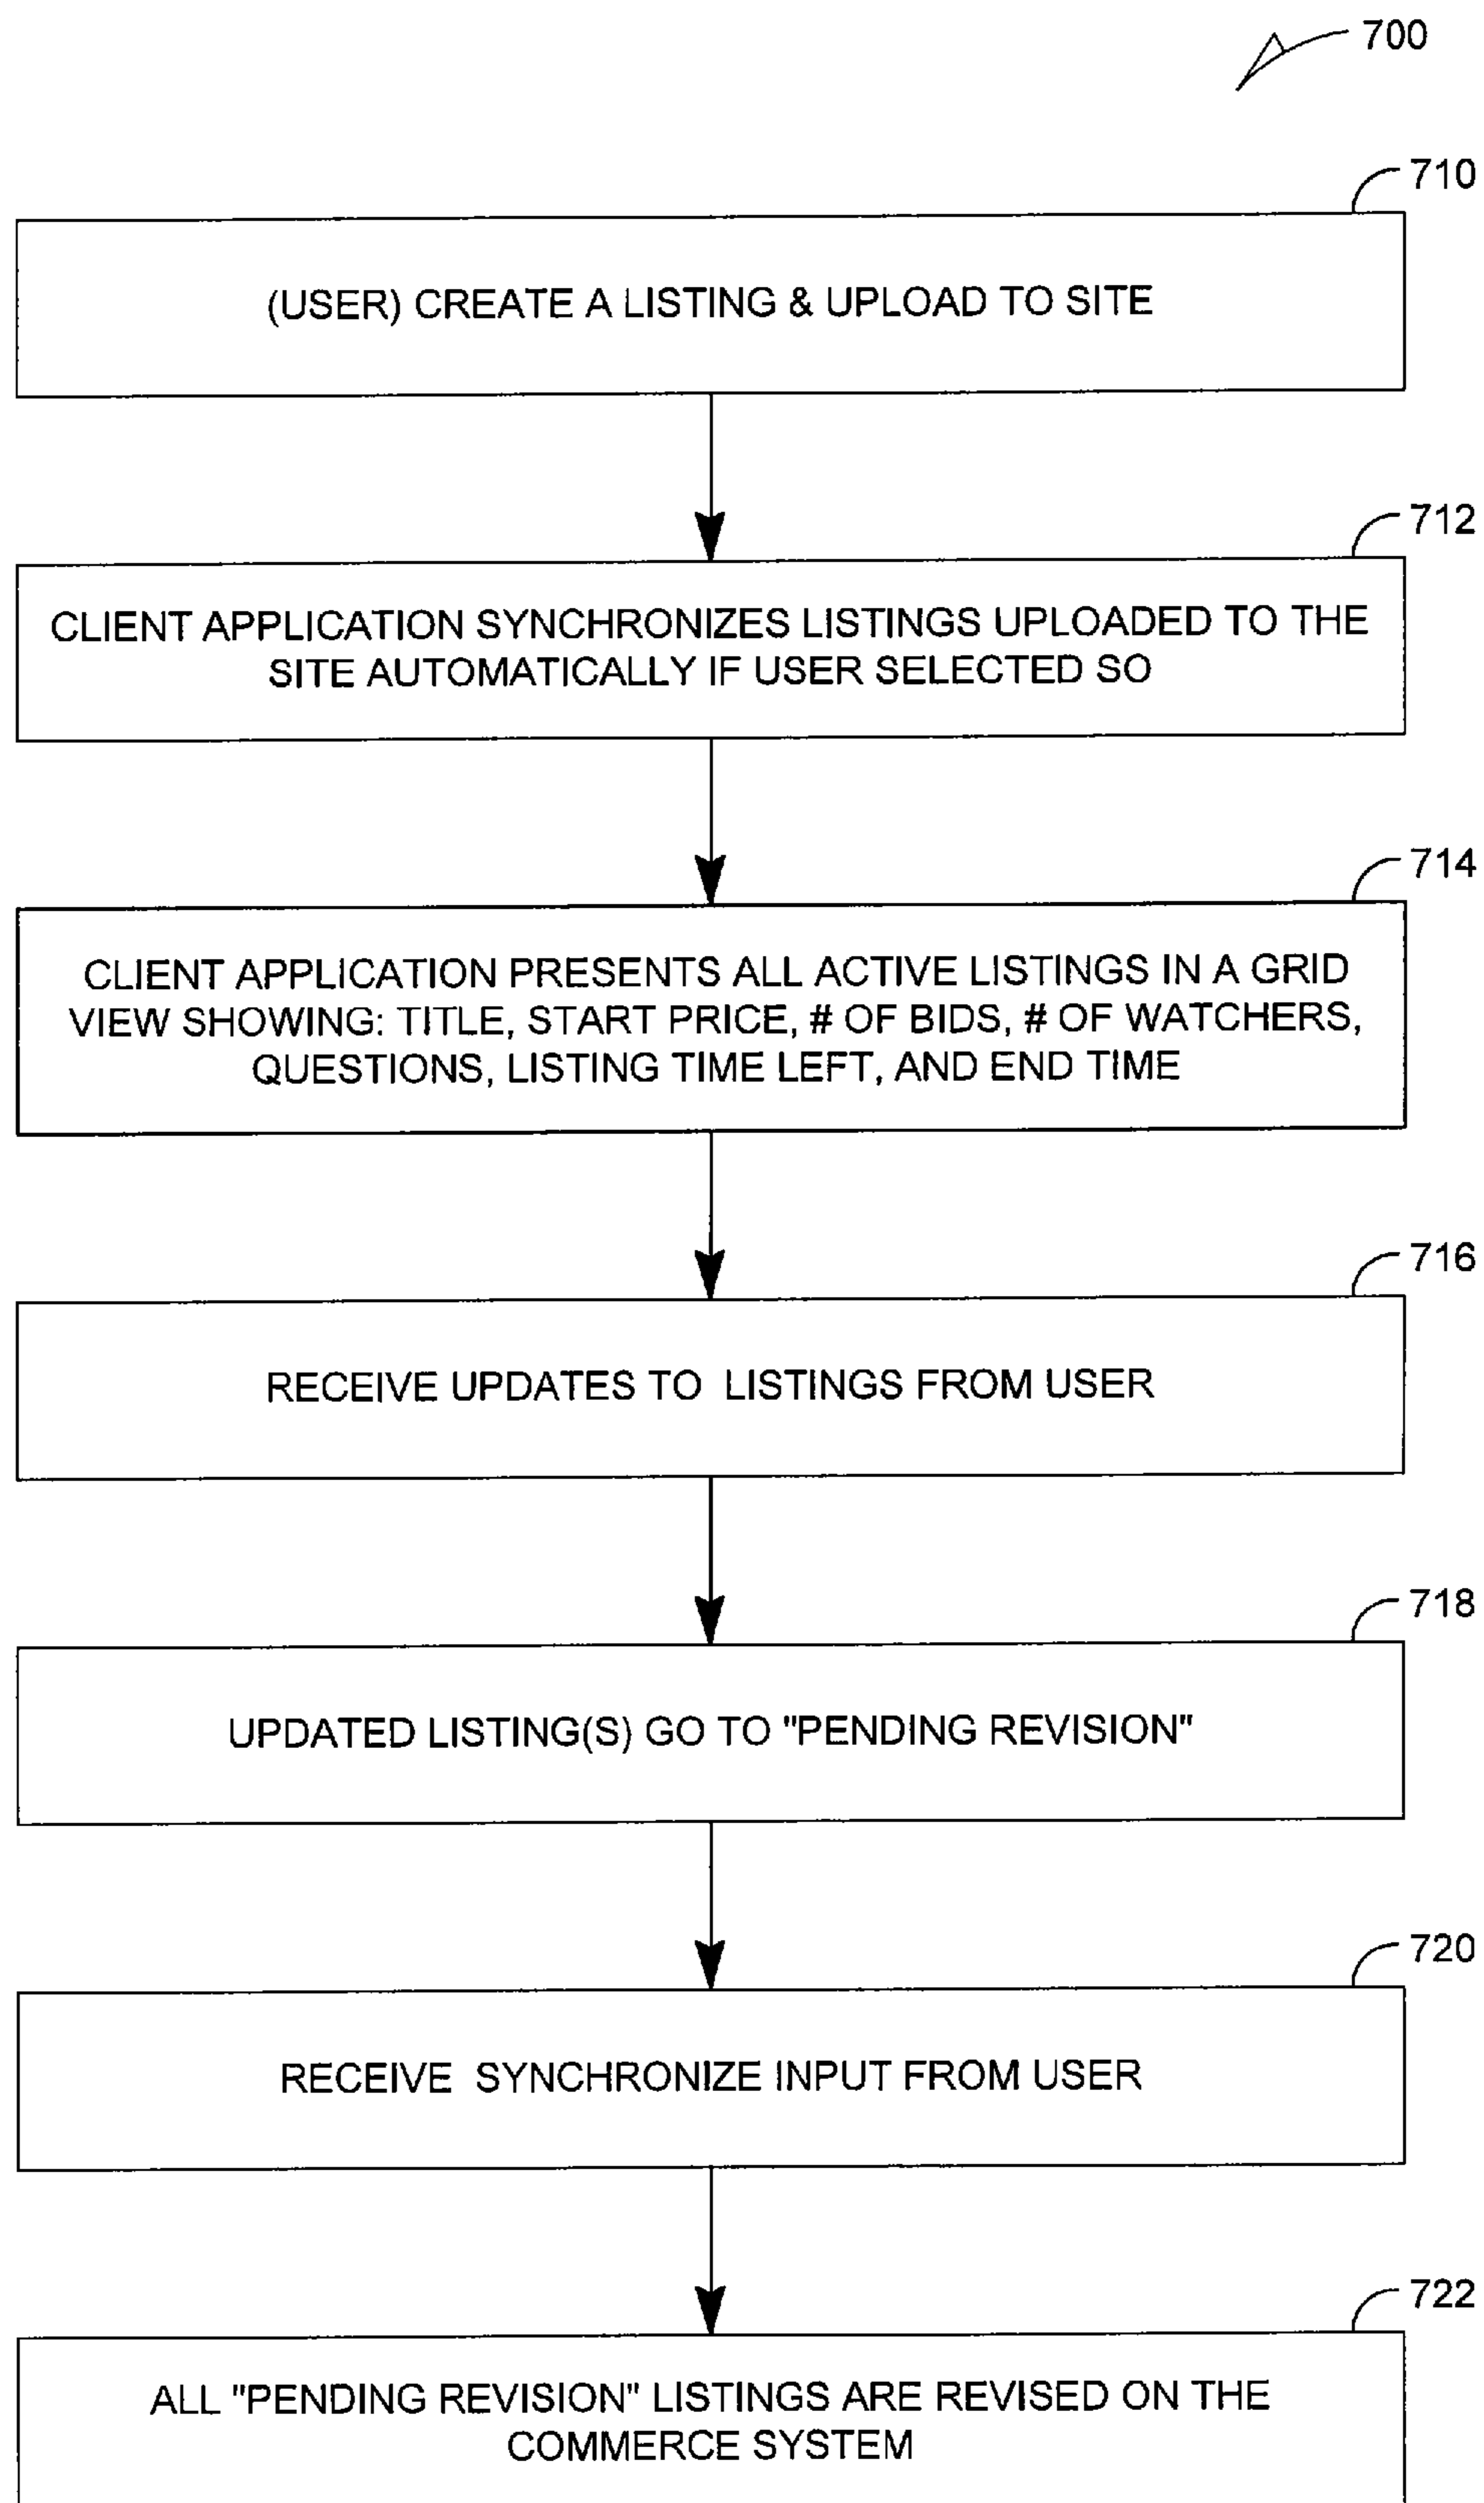 700
710
(USER) CREATE A LISTING & UPLOAD TO SITE
712
CLIENT APPLICATION SYNCHRONIZES LISTINGS UPLOADED TO THE
SITE AUTOMATICALLY IF USER SELECTED SO
714
CLIENT APPLICATION PRESENTS ALL ACTIVE LISTINGS IN A GRID
VIEW SHOWING: TITLE, START PRICE, # OF BIDS, # OF WATCHERS,
QUESTIONS, LISTING TIME LEFT, AND END TIME
716
RECEIVE UPDATES TO LISTINGS FROM USER
718
UPDATED LISTING(S) GO TO "PENDING REVISION"
720
RECEIVE SYNCHRONIZE INPUT FROM USER
722
ALL "PENDING REVISION" LISTINGS ARE REVISED ON THE
COMMERCE SYSTEM